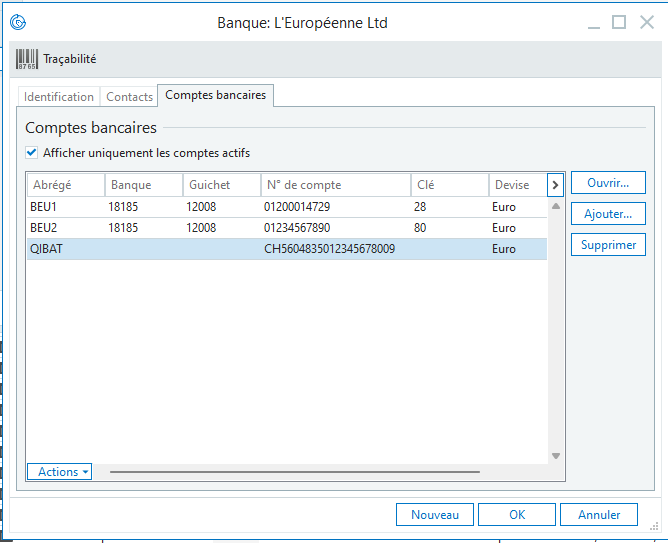 Banque: L'Européenne Ltd
8765 Traçabilité
Identification Contacts Comptes bancaires
Comptes bancaires
Afficher uniquement les comptes actifs
Abrégé Banque Guichet N° de compte Clé Devise Ouvrir...
BEU1 18185 12008 01200014729 28 Euro Ajouter...
BEU2 18185 12008 01234567890 80 Euro
QIBAT CH5604835012345678009 Euro Supprimer
Actions
Nouveau OK Annuler